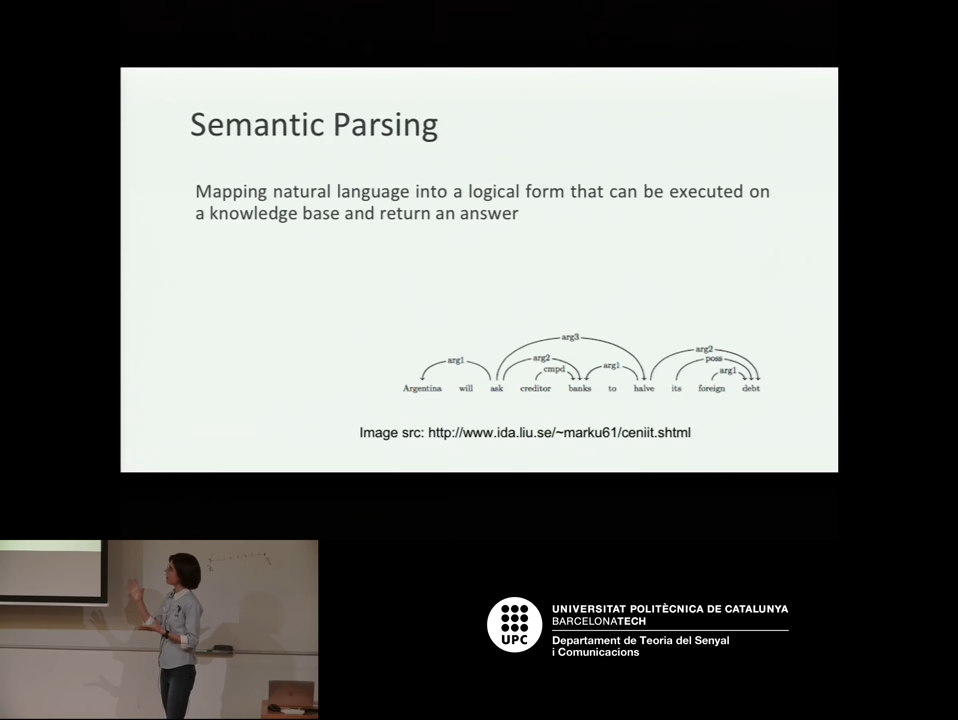 Semantic Parsing
Mapping natural language into a logical form that can be executed on
a knowledge base and return an answer
arg3
arg2
arg2
arg1
poss
cmpd
arg1
arg1
Argentina will ask creditor banks to halve its foreign debt
Image src: http://www.ida.liu.se/~marku61/ceniit.shtml
UPC
UNIVERSITAT POLITÈCNICA DE CATALUNYA
BARCELONATECH
Departament de Teoria del Senyal
i Comunicacions